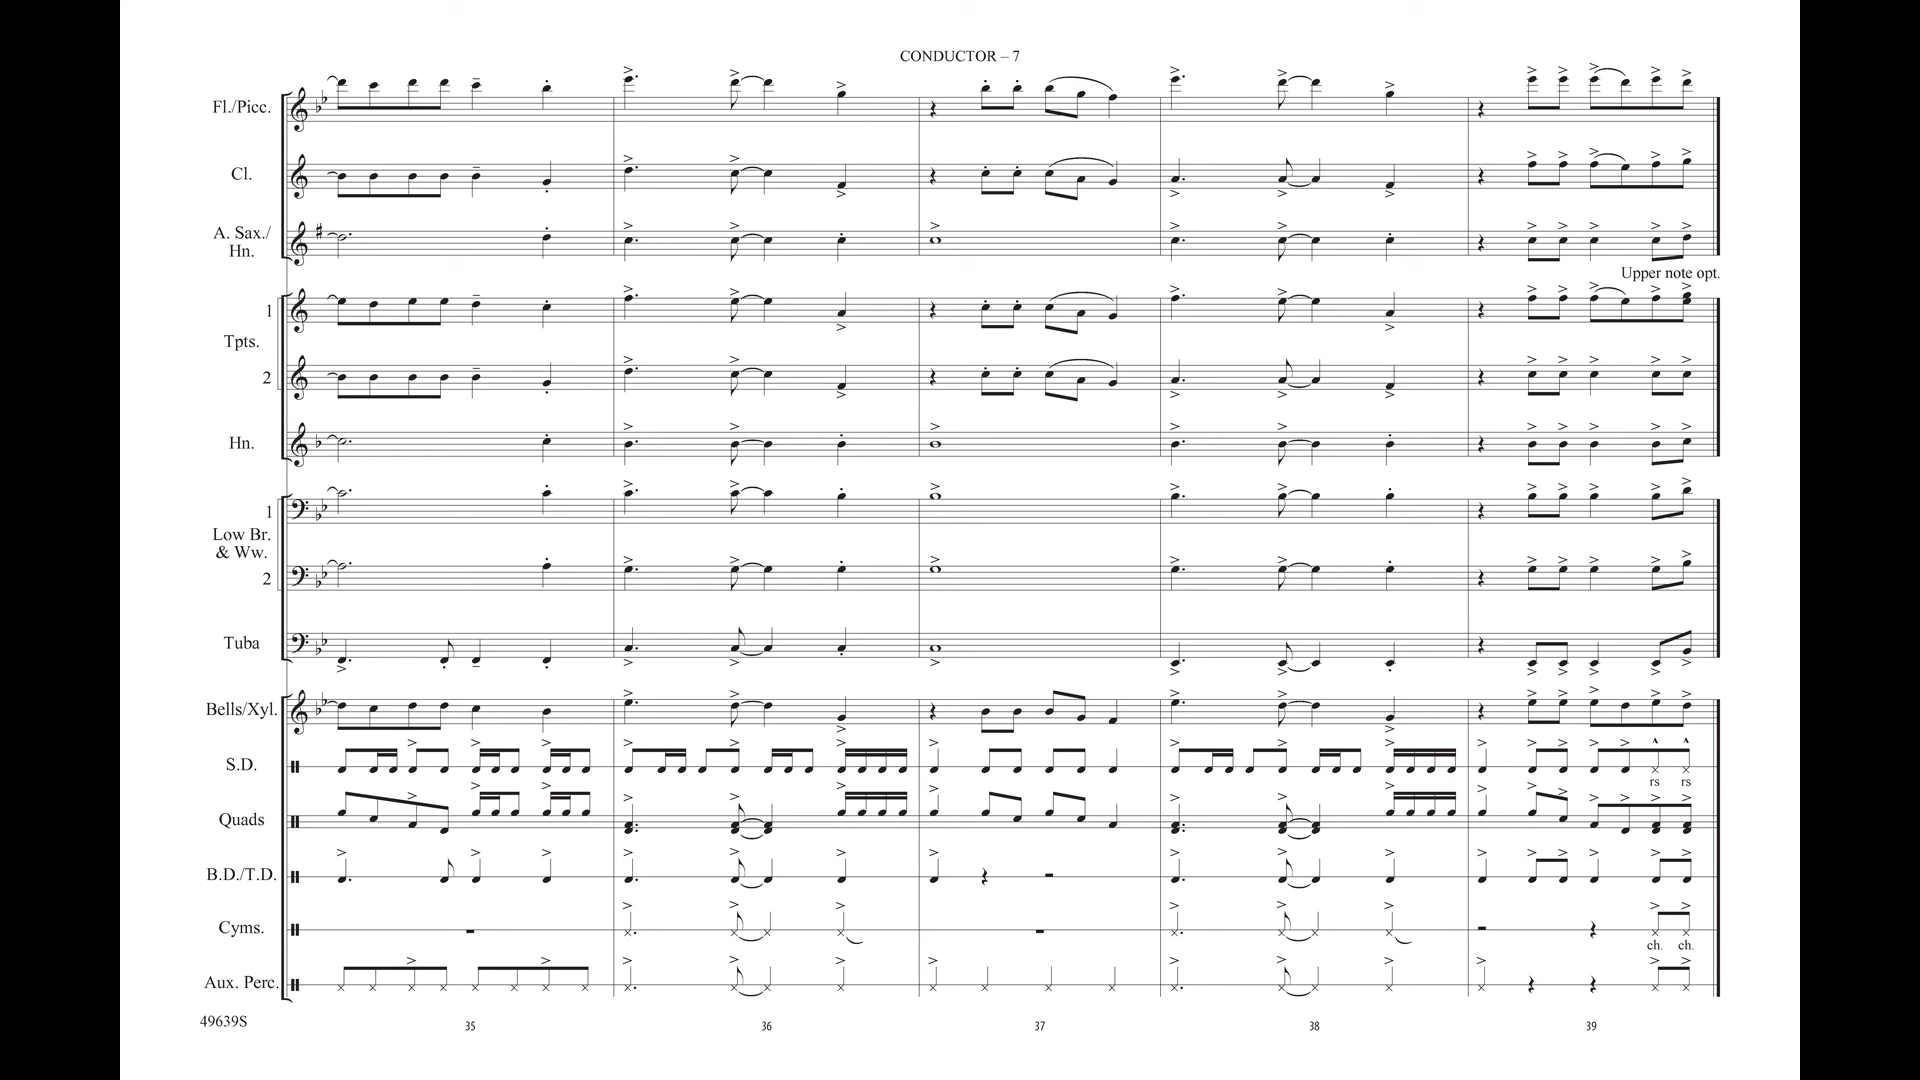 CONDUCTOR – 7
Fl./Picc.
Cl.
A. Sax./
Hn.
Upper note opt.
1
Tpts.
2
Hn.
1
Low Br.
& Ww.
2
Tuba
Bells/Xyl.
S.D.
rs rs
Quads
B.D./T.D.
Cyms.
ch. ch.
Aux. Perc.
49639S
35 36 37 38 39